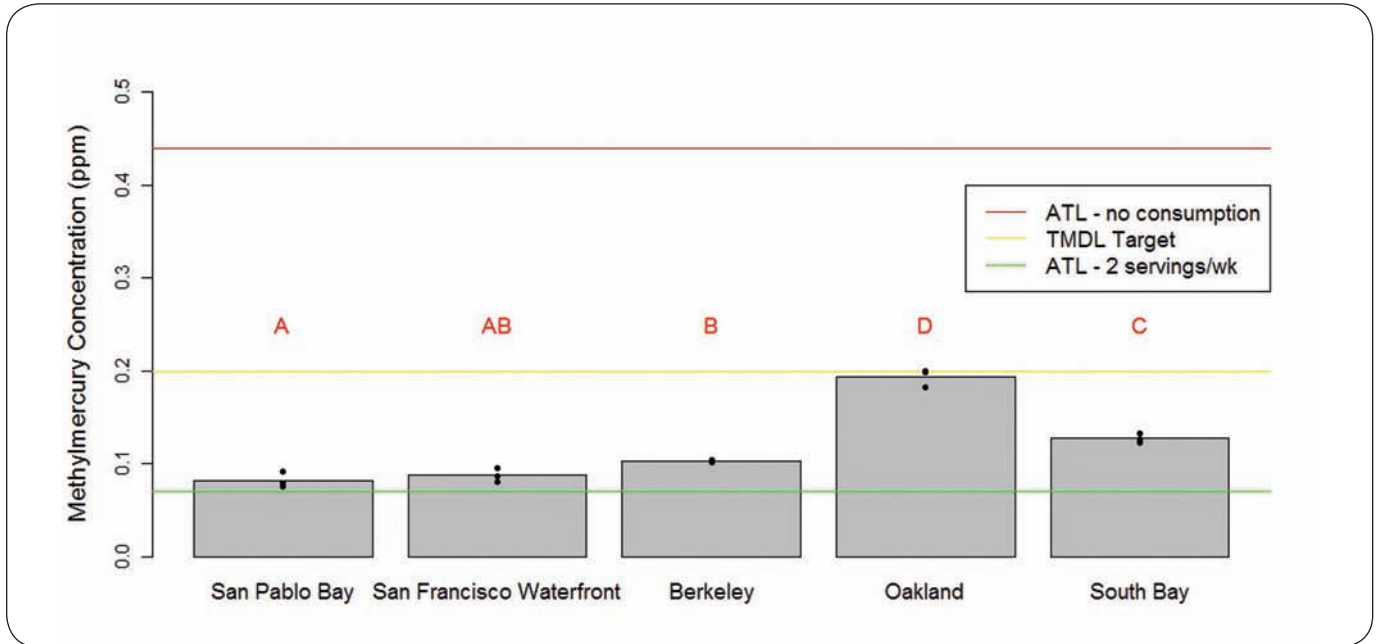 Methylmercury Concentration (ppm)
0.5
0.4
0.3
0.2
0.1
0.0
ATL - no consumption
TMDL Target
ATL - 2 servings/wk
A
AB
B
D
C
San Pablo Bay
San Francisco Waterfront
Berkeley
Oakland
South Bay